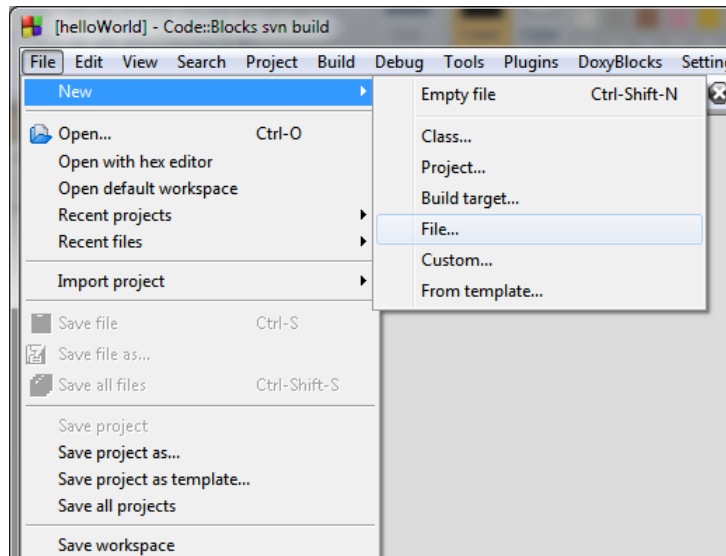 [helloWorld] - Code::Blocks svn build
File Edit View Search Project Build Debug Tools Plugins DoxyBlocks
New
Open... Ctrl-O
Open with hex editor
Open default workspace
Recent projects
Recent files
Import project
Save file Ctrl-S
Save file as...
Save all files Ctrl-Shift-S
Save project
Save project as...
Save project as template...
Save all projects
Save workspace
Empty file Ctrl-Shift-N
Class...
Project...
Build target...
File...
Custom...
From template...